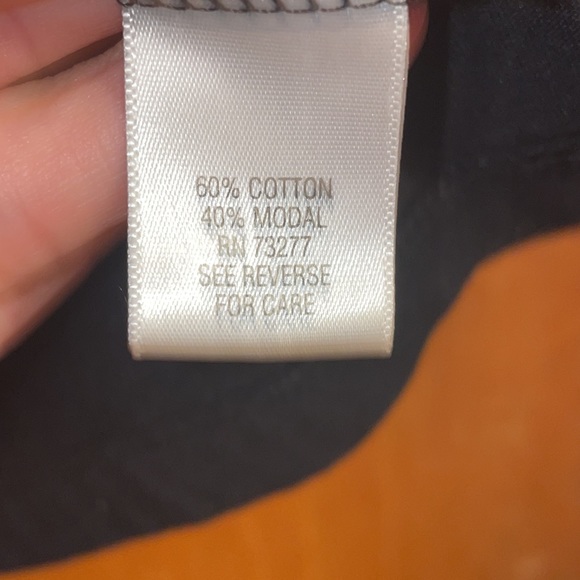 60% COTTON
40% MODAL
RN 73277
SEE REVERSE
FOR CARE